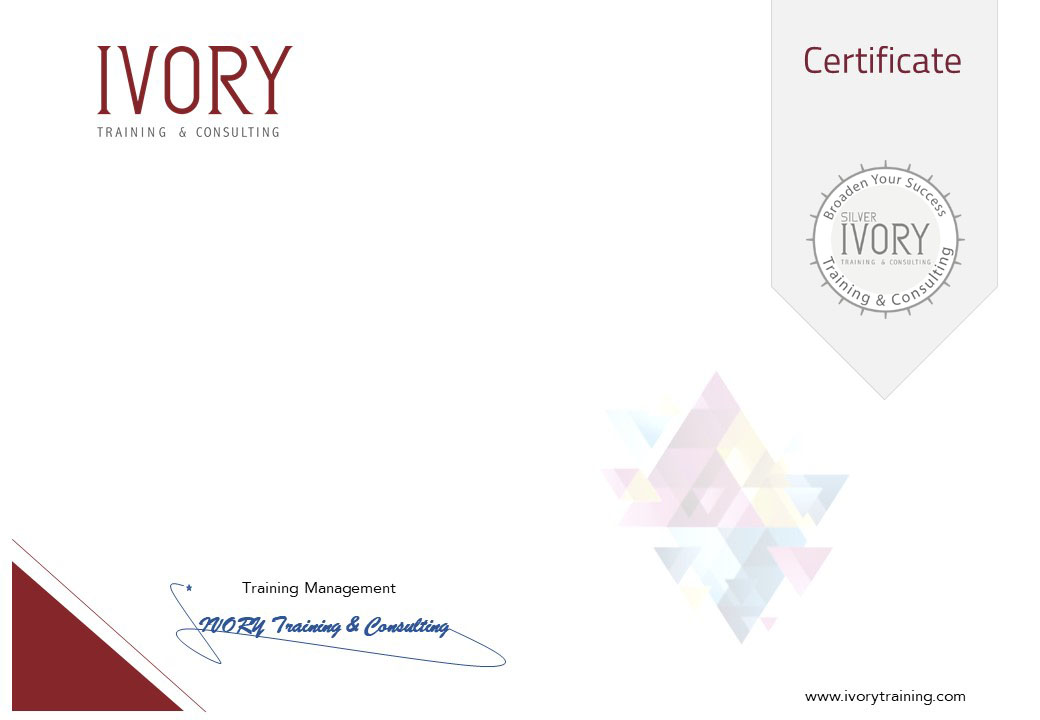 IVORY
TRAINING & CONSULTING
Certificate
Broaden Your Success
SILVER
IVORY
TRAINING & CONSULTING
Training & Consulting
Training Management
IVORY Training & Consulting
www.ivorytraining.com